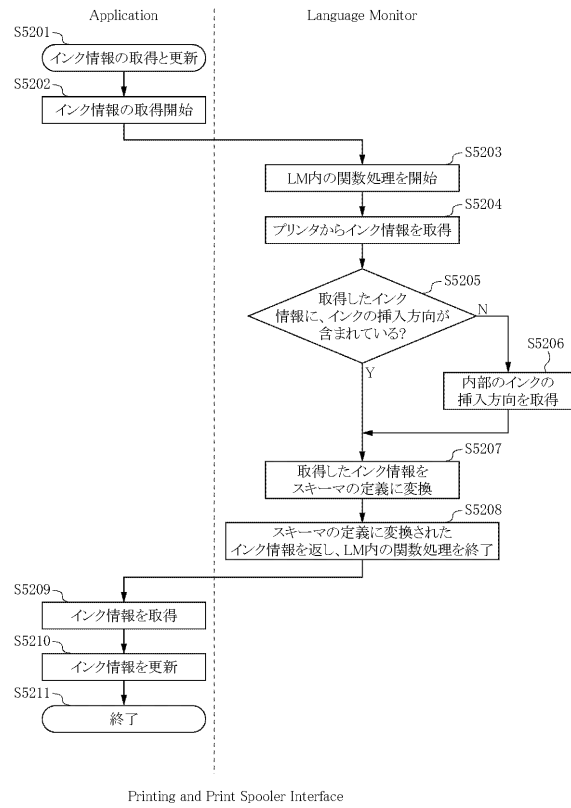 Application
Language Monitor
S5201
インク情報の取得と更新
S5202
インク情報の取得開始
S5203
LM内の関数処理を開始
S5204
プリンタからインク情報を取得
S5205
取得したインク
情報に、インクの挿入方向が
含まれている?
N
Y
S5206
内部のインクの
挿入方向を取得
S5207
取得したインク情報を
スキーマの定義に変換
S5208
スキーマの定義に変換された
インク情報を返し、LM内の関数処理を終了
S5209
インク情報を取得
S5210
インク情報を更新
S5211
終了
Printing and Print Spooler Interface